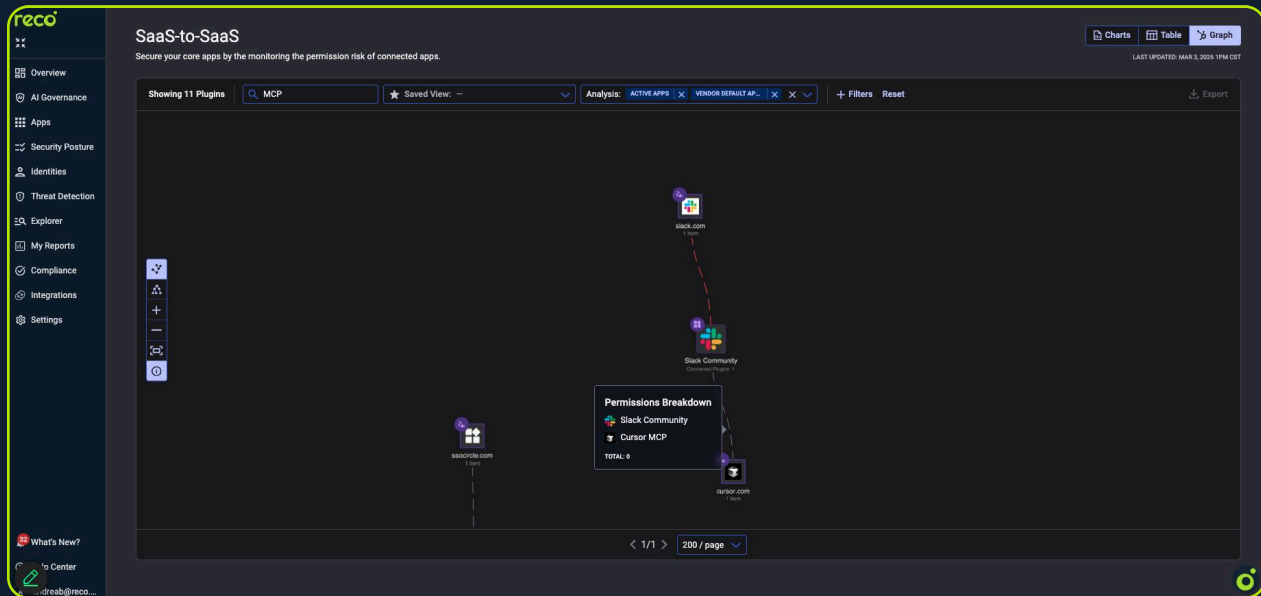 reco
Overview
AI Governance
Apps
Security Posture
Identities
Threat Detection
Explorer
My Reports
Compliance
Integrations
Settings
32
What's New?
Center
ndreab@reco....
SaaS-to-SaaS
Secure your core apps by the monitoring the permission risk of connected apps.
Charts
Table
Graph
LAST UPDATED: MAR 3, 2026 1PM CST
Showing 11 Plugins
MCP
Saved View: –
Analysis:
ACTIVE APPS
VENDOR DEFAULT AP...
+ Filters
Reset
Export
slack.com
1 item
Slack Community
Connected Plugins: 1
Permissions Breakdown
Slack Community
Cursor MCP
TOTAL: 0
ssocircle.com
1 item
cursor.com
1 item
1/1
200 / page